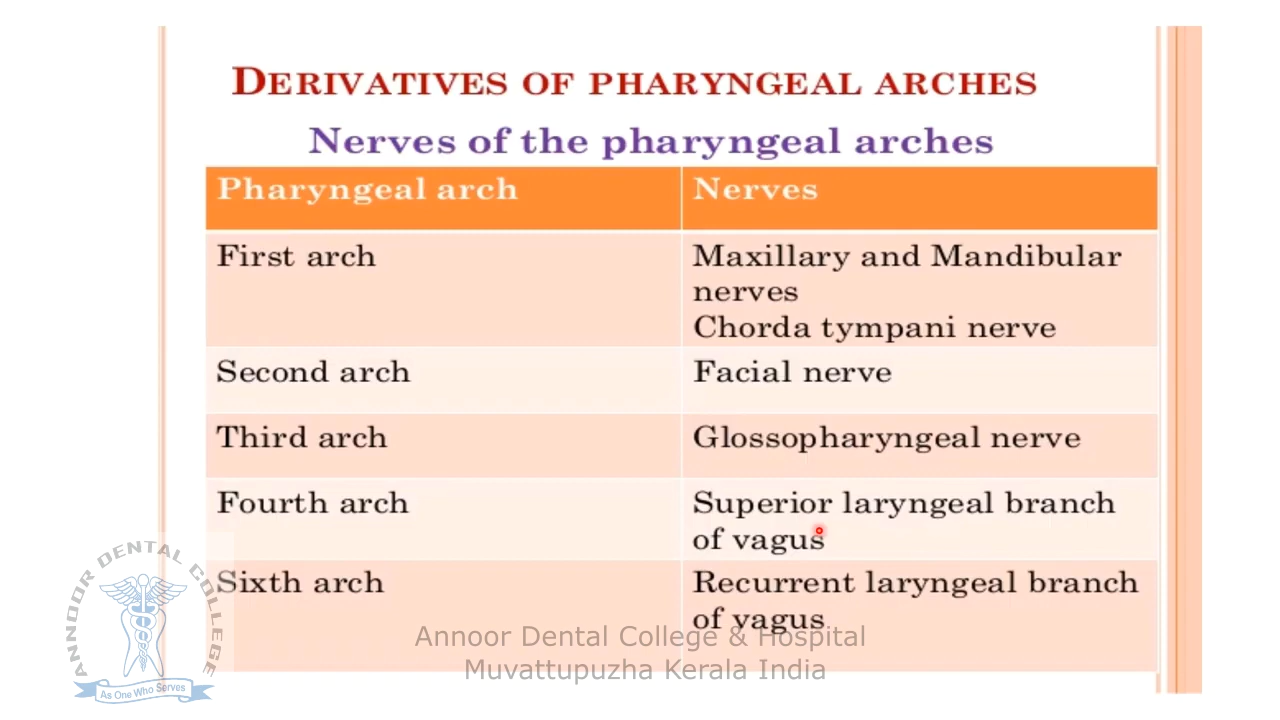 DERIVATIVES OF PHARYNGEAL ARCHES
Nerves of the pharyngeal arches
Pharyngeal arch
Nerves
First arch
Maxillary and Mandibular
nerves
Chorda tympani nerve
Second arch
Facial nerve
Third arch
Glossopharyngeal nerve
Fourth arch
Superior laryngeal branch
of vagus
Sixth arch
Recurrent laryngeal branch
of vagus
ANNOOR DENTAL COLLEGE
As One Who Serves
Annoor Dental College & Hospital
Muvattupuzha Kerala India